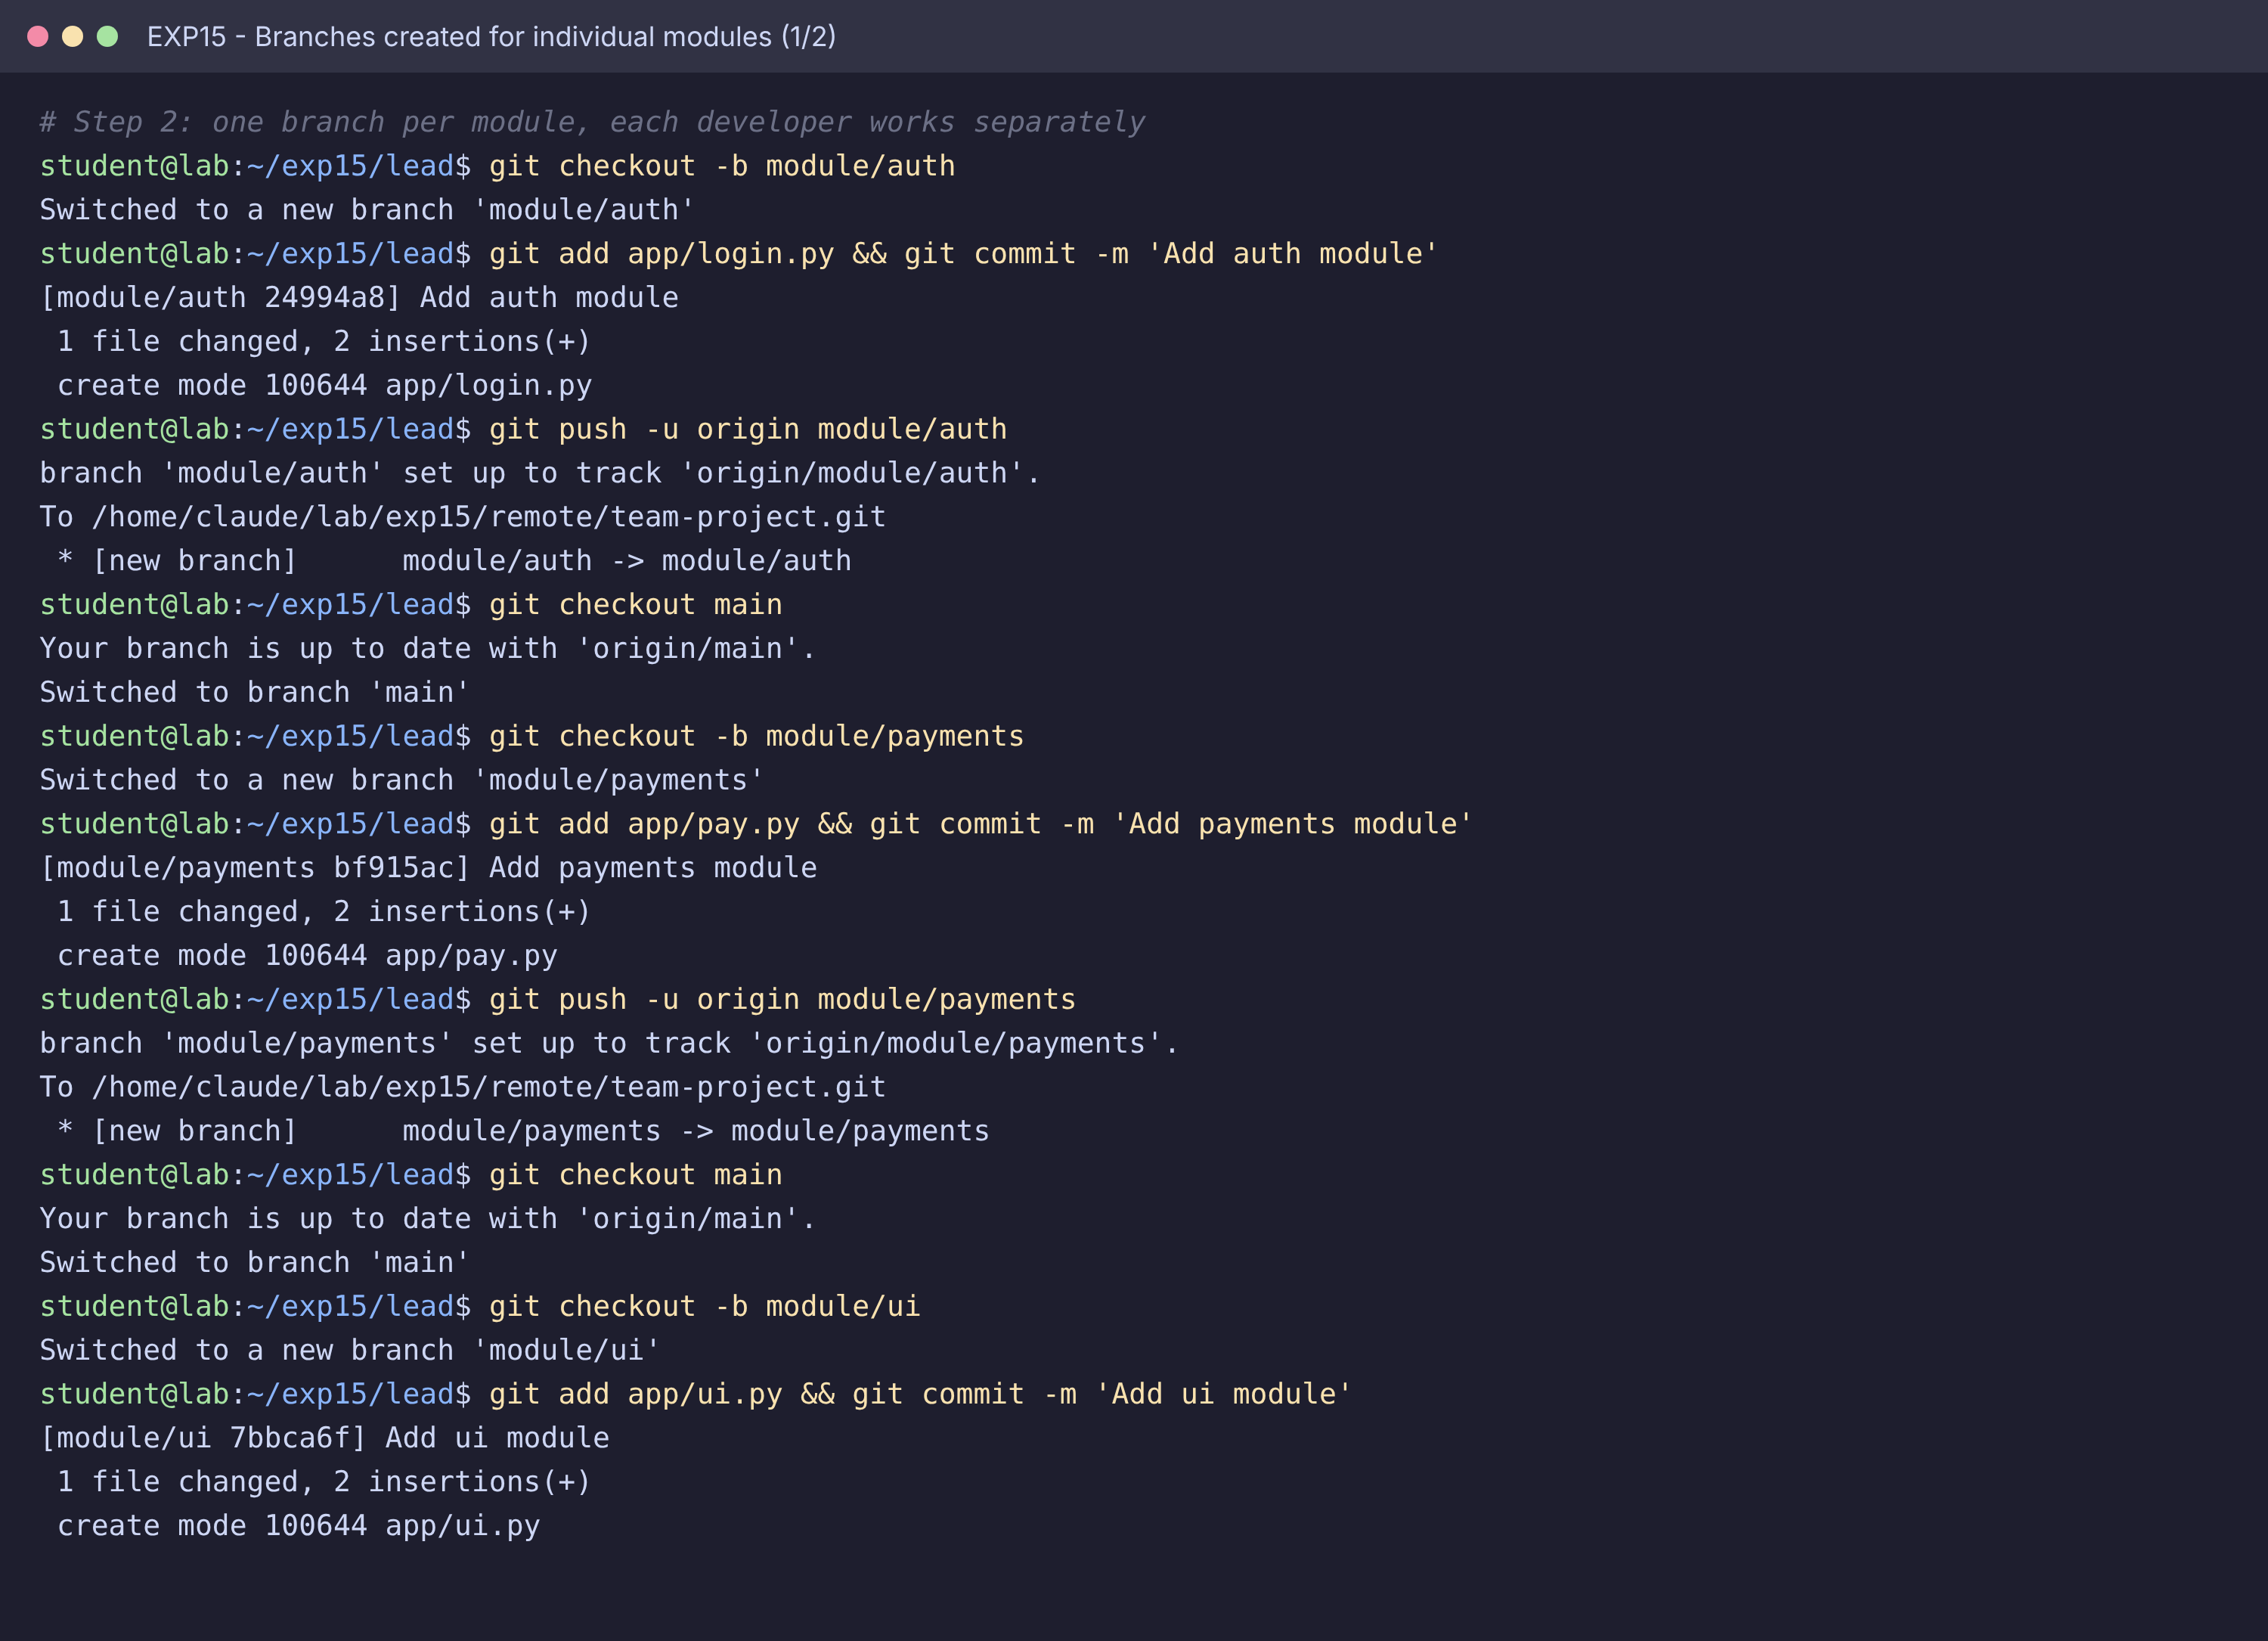 EXP15 - Branches created for individual modules (1/2)
# Step 2: one branch per module, each developer works separately
student@lab:~/exp15/lead$ git checkout -b module/auth
Switched to a new branch 'module/auth'
student@lab:~/exp15/lead$ git add app/login.py && git commit -m 'Add auth module'
[module/auth 24994a8] Add auth module
 1 file changed, 2 insertions(+)
 create mode 100644 app/login.py
student@lab:~/exp15/lead$ git push -u origin module/auth
branch 'module/auth' set up to track 'origin/module/auth'.
To /home/claude/lab/exp15/remote/team-project.git
 * [new branch]      module/auth -> module/auth
student@lab:~/exp15/lead$ git checkout main
Your branch is up to date with 'origin/main'.
Switched to branch 'main'
student@lab:~/exp15/lead$ git checkout -b module/payments
Switched to a new branch 'module/payments'
student@lab:~/exp15/lead$ git add app/pay.py && git commit -m 'Add payments module'
[module/payments bf915ac] Add payments module
 1 file changed, 2 insertions(+)
 create mode 100644 app/pay.py
student@lab:~/exp15/lead$ git push -u origin module/payments
branch 'module/payments' set up to track 'origin/module/payments'.
To /home/claude/lab/exp15/remote/team-project.git
 * [new branch]      module/payments -> module/payments
student@lab:~/exp15/lead$ git checkout main
Your branch is up to date with 'origin/main'.
Switched to branch 'main'
student@lab:~/exp15/lead$ git checkout -b module/ui
Switched to a new branch 'module/ui'
student@lab:~/exp15/lead$ git add app/ui.py && git commit -m 'Add ui module'
[module/ui 7bbca6f] Add ui module
 1 file changed, 2 insertions(+)
 create mode 100644 app/ui.py